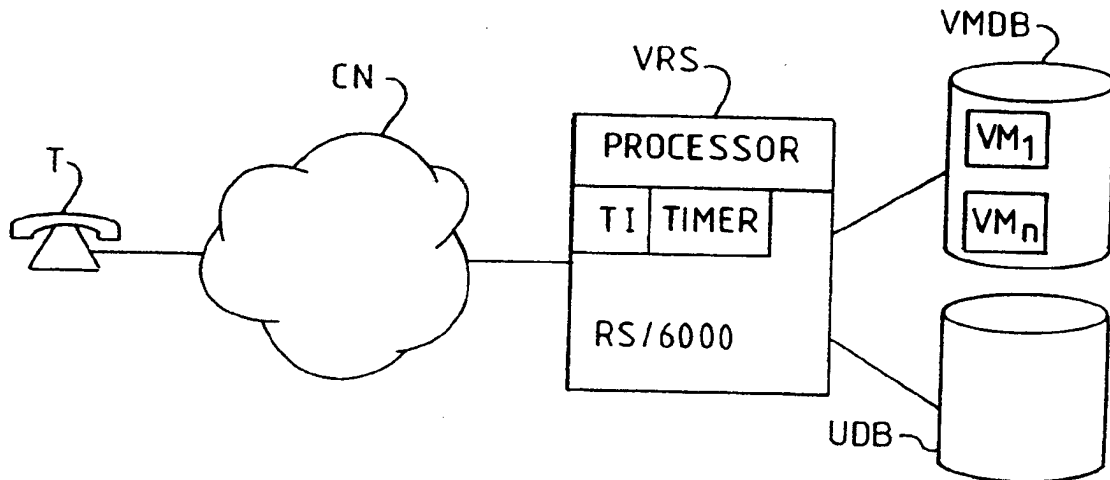 VMDB
VRS
CN
T
PROCESSOR
VM1
TI TIMER
VMn
RS/6000
UDB